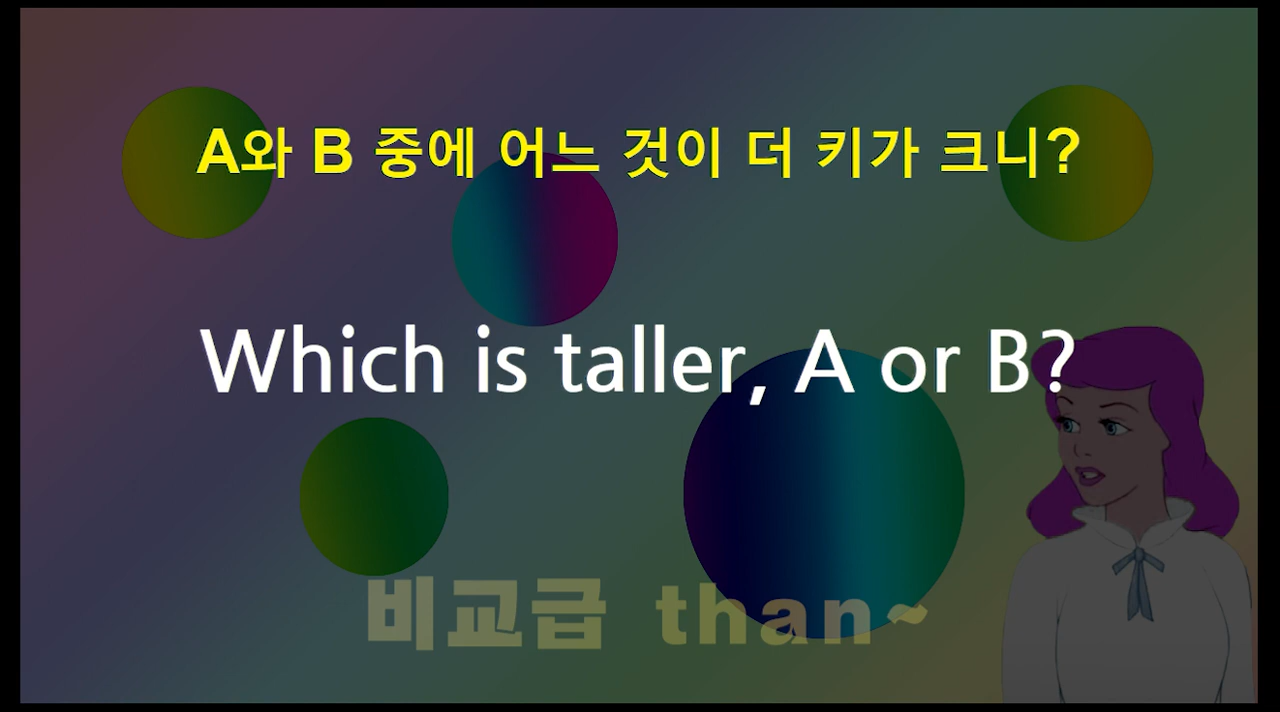 A와 B 중에 어느 것이 더 키가 크니?
Which is taller, A or B?
비교급 than~